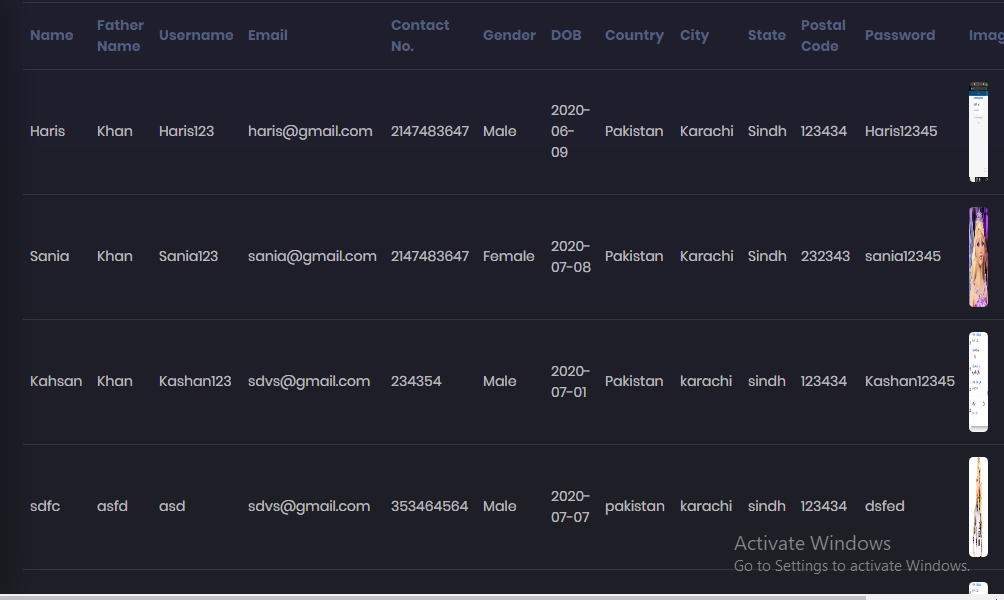 Name Father Name Username Email Contact No. Gender DOB Country City State Postal Code Password Imag
Haris Khan Haris123 haris@gmail.com 2147483647 Male 2020-06-09 Pakistan Karachi Sindh 123434 Haris12345
Sania Khan Sania123 sania@gmail.com 2147483647 Female 2020-07-08 Pakistan Karachi Sindh 232343 sania12345
Kahsan Khan Kashan123 sdvs@gmail.com 234354 Male 2020-07-01 Pakistan karachi sindh 123434 Kashan12345
sdfc asfd asd sdvs@gmail.com 353464564 Male 2020-07-07 pakistan karachi sindh 123434 dsfed
Activate Windows
Go to Settings to activate Windows.